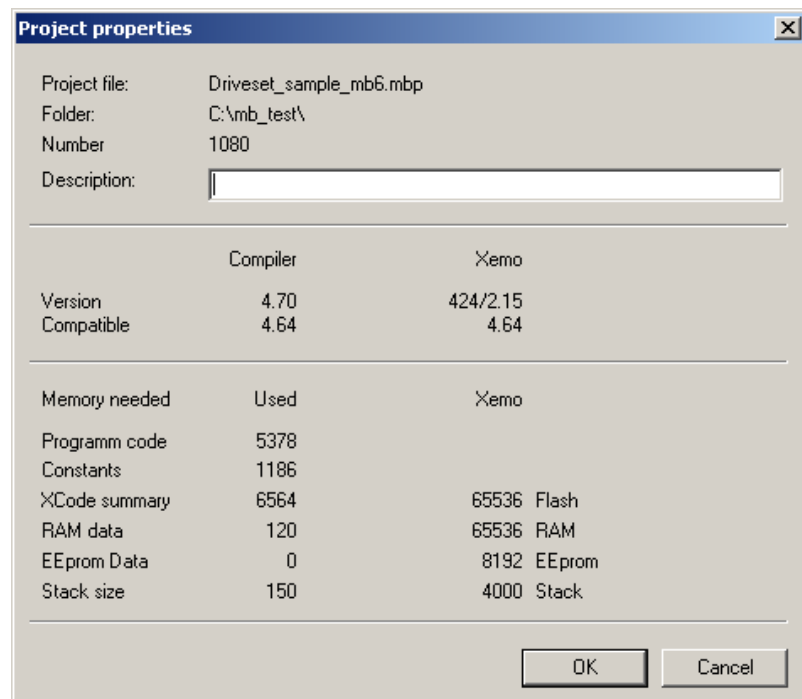 Project properties
Project file: Driveset_sample_mb6.mbp
Folder: C:\mb_test\
Number 1080
Description:
Compiler Xemo
Version 4.70 424/2.15
Compatible 4.64 4.64
Memory needed Used Xemo
Programm code 5378
Constants 1186
XCode summary 6564 65536 Flash
RAM data 120 65536 RAM
EEprom Data 0 8192 EEprom
Stack size 150 4000 Stack
OK Cancel